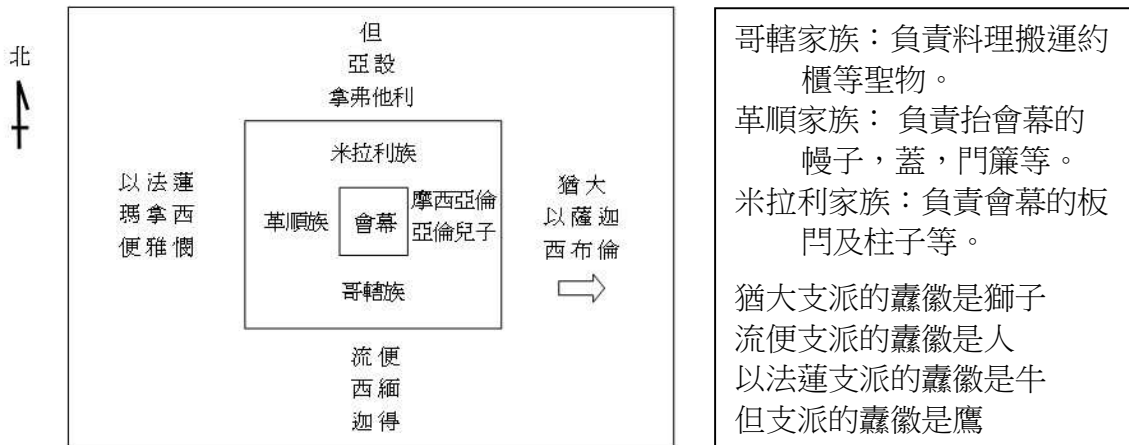 北
但
亞設
拿弗他利
米拉利族
以法蓮
瑪拿西
便雅憫
革順族
會幕
摩西亞倫
亞倫兒子
猶大
以薩迦
西布倫
哥轄族
流便
西緬
迦得
哥轄家族：負責料理搬運約
櫃等聖物。
革順家族： 負責抬會幕的
幔子，蓋，門簾等。
米拉利家族：負責會幕的板
閂及柱子等。
猶大支派的纛徽是獅子
流便支派的纛徽是人
以法蓮支派的纛徽是牛
但支派的纛徽是鷹